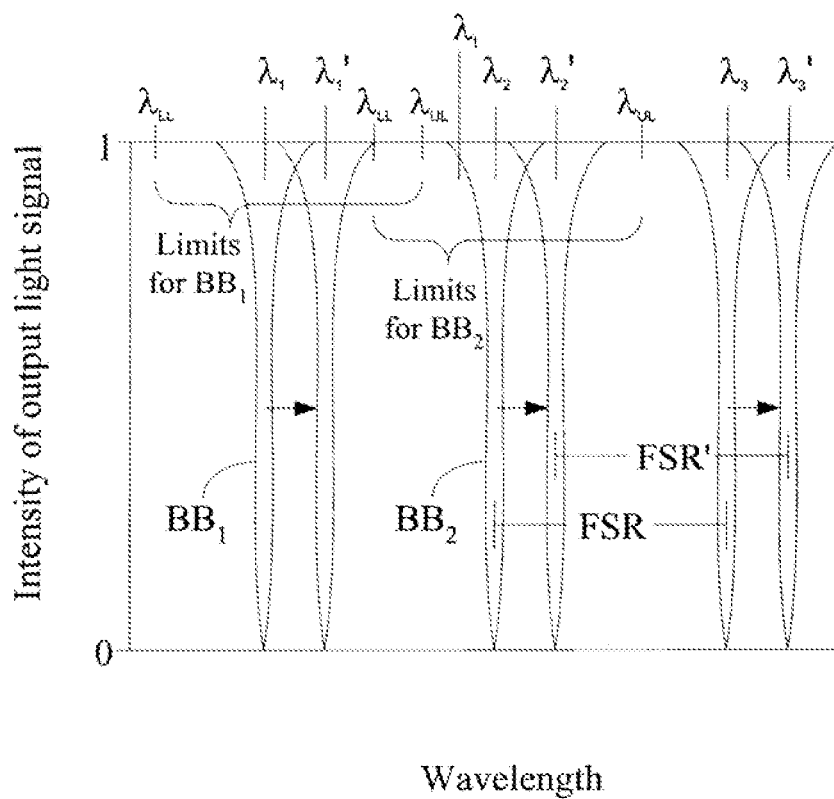 λ₁
λ₁ λ₁' λ₂ λ₂' λ₃ λ₃'
λLL λLL λUL λUL
1
Limits
for BB₁
Limits
for BB₂
Intensity of output light signal
FSR'
BB₁ BB₂ FSR
0
Wavelength